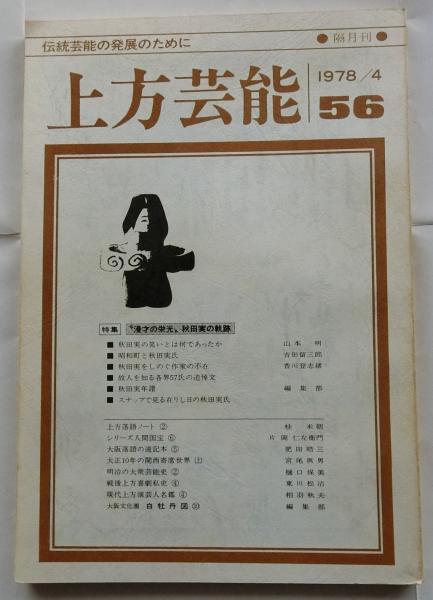 伝統芸能の発展のために
●隔月刊●
上方芸能
1978/4
56
特集 〝漫才の栄光〟秋田実の軌跡
■ 秋田実の笑いとは何であったか 山本 明
■ 昭和町と秋田実氏 吉田留三郎
■ 秋田実をしのぐ作家の不在 香川登志緒
■ 故人を知る各界57氏の追悼文
■ 秋田実年譜 編集部
■ スナップで見る在りし日の秋田実氏
上方落語ノート ② 桂 米朝
シリーズ人間国宝 ⑥ 片岡仁左衛門
大阪落語の速記本 ⑤ 肥田晧三
大正10年の関西寄席世界 ㊤ 宮尾與男
明治の大衆芸能史 ② 樋口保美
戦後上方喜劇私史 ④ 東川松治
現代上方演芸人名鑑 ④ 相羽秋夫
大阪文化團 白牡丹図 編集部